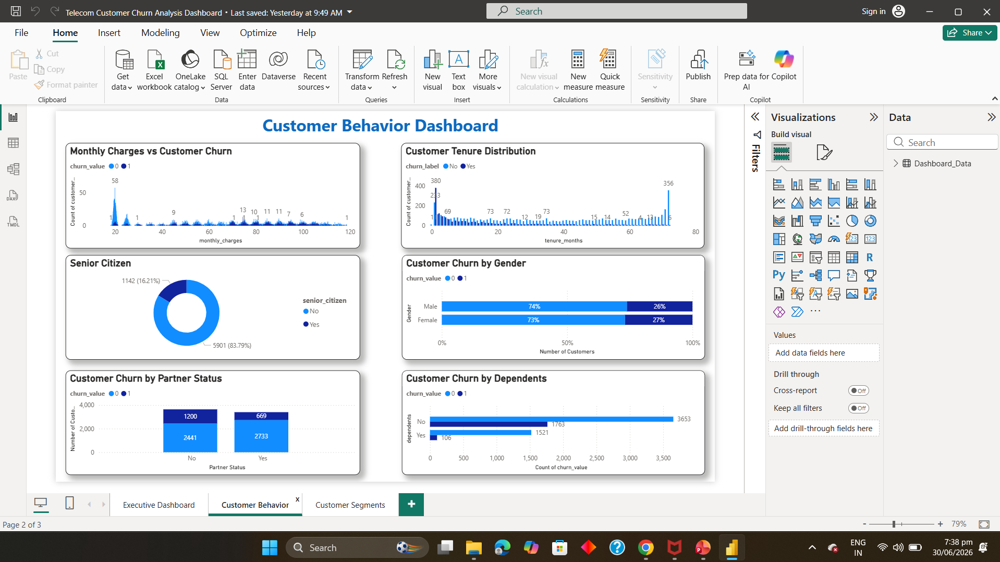 Telecom Customer Churn Analysis Dashboard • Last saved: Yesterday at 9:49 AM
Search
Sign in
File
Home
Insert
Modeling
View
Optimize
Help
Share
Paste
Cut
Copy
Format painter
Clipboard
Get data
Excel workbook
OneLake catalog
SQL Server
Enter data
Dataverse
Recent sources
Data
Transform data
Refresh
Queries
New visual
Text box
More visuals
Insert
New visual calculation
New measure
Quick measure
Calculations
Sensitivity
Sensitivity
Publish
Share
Prep data for AI
Copilot
Copilot
Customer Behavior Dashboard
Monthly Charges vs Customer Churn
churn_value 0 1
Count of customer...
50
0
58
1
1
9
1
13
1
10
1
11
11
7
6
1
20 40 60 80 100 120
monthly_charges
Customer Tenure Distribution
churn_label No Yes
Count of customer...
400
200
0
380
233
1
69
73
72
12
19
73
15
14
52
4
13
356
6
0 20 40 60 80
tenure_months
Senior Citizen
1142 (16.21%)
5901 (83.79%)
senior_citizen
No
Yes
Customer Churn by Gender
churn_value 0 1
Gender
Male 74% 26%
Female 73% 27%
0% 50% 100%
Number of Customers
Customer Churn by Partner Status
churn_value 0 1
Number of Custo...
4,000
2,000
0
1200
2441
669
2733
No Yes
Partner Status
Customer Churn by Dependents
churn_value 0 1
dependents
No 3653
1763
Yes 1521
106
0 500 1,000 1,500 2,000 2,500 3,000 3,500
Count of churn_value
Filters
Visualizations
Build visual
123
123
R
Py
...
Values
Add data fields here
Drill through
Cross-report Off
Keep all filters Off
Add drill-through fields here
Data
Search
Dashboard_Data
DAX
TMDL
Executive Dashboard
Customer Behavior x
Customer Segments
+
Page 2 of 3
- + 79%
Search
ENG
IN
7:38 pm
30/06/2026